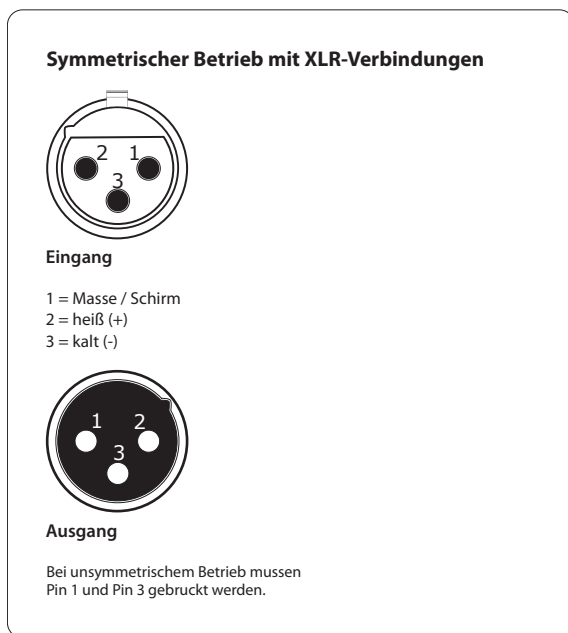 Symmetrischer Betrieb mit XLR-Verbindungen
2 1
3
Eingang
1 = Masse / Schirm
2 = heiß (+)
3 = kalt (-)
1 2
3
Ausgang
Bei unsymmetrischem Betrieb mussen
Pin 1 und Pin 3 gebruckt werden.